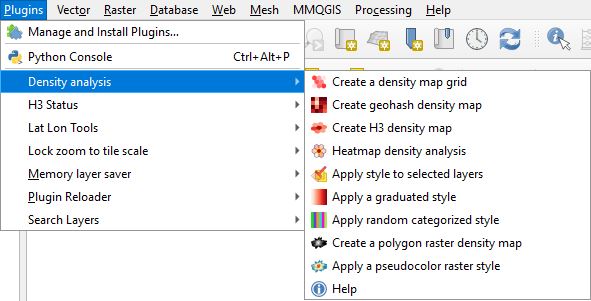 Plugins Vector Raster Database Web Mesh MMQGIS Processing Help
Manage and Install Plugins...
Python Console Ctrl+Alt+P
Density analysis
H3 Status
Lat Lon Tools
Lock zoom to tile scale
Memory layer saver
Plugin Reloader
Search Layers
Create a density map grid
Create geohash density map
Create H3 density map
Heatmap density analysis
Apply style to selected layers
Apply a graduated style
Apply random categorized style
Create a polygon raster density map
Apply a pseudocolor raster style
Help